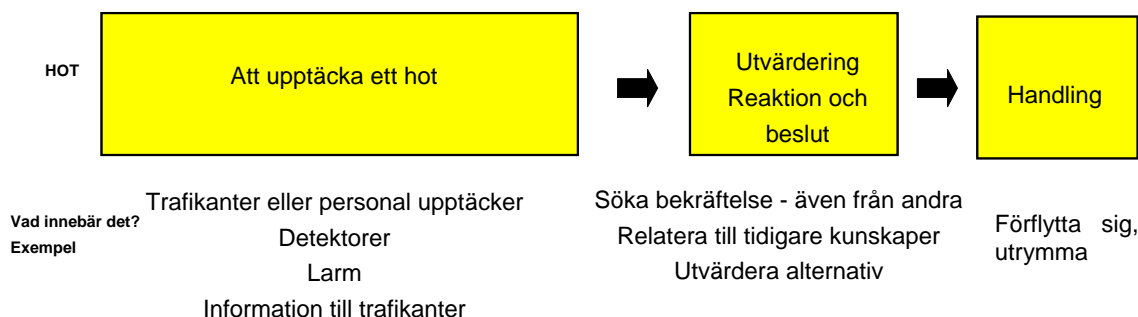 HOT
Att upptäcka ett hot
Utvärdering
Reaktion och
beslut
Handling
Vad innebär det?
Exempel
Trafikanter eller personal upptäcker
Detektorer
Larm
Information till trafikanter
Söka bekräftelse - även från andra
Relatera till tidigare kunskaper
Utvärdera alternativ
Förflytta sig,
utrymma